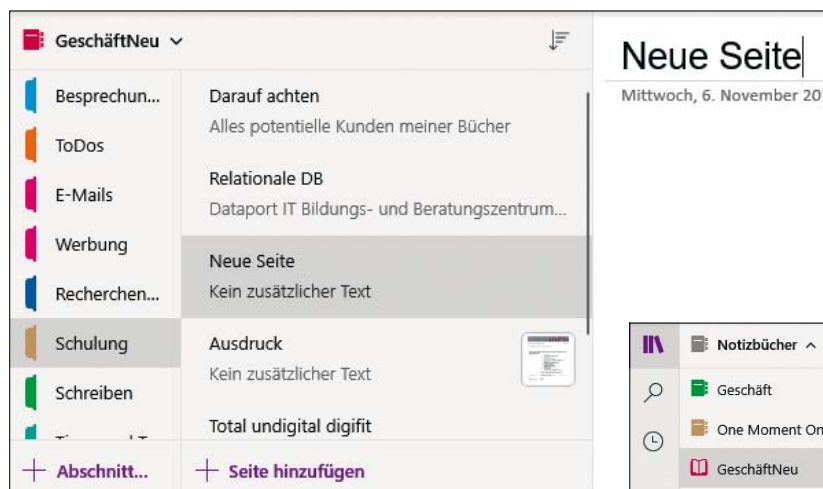 GeschäftNeu
Besprechun...
ToDos
E-Mails
Werbung
Recherchen...
Schulung
Schreiben
Abschnitt...
Darauf achten
Alles potentielle Kunden meiner Bücher
Relationale DB
Dataport IT Bildungs- und Beratungszentrum...
Neue Seite
Kein zusätzlicher Text
Ausdruck
Kein zusätzlicher Text
Total undigital digifit
Seite hinzufügen
Neue Seite
Mittwoch, 6. November
Notizbücher
Geschäft
One Moment
GeschäftNeu